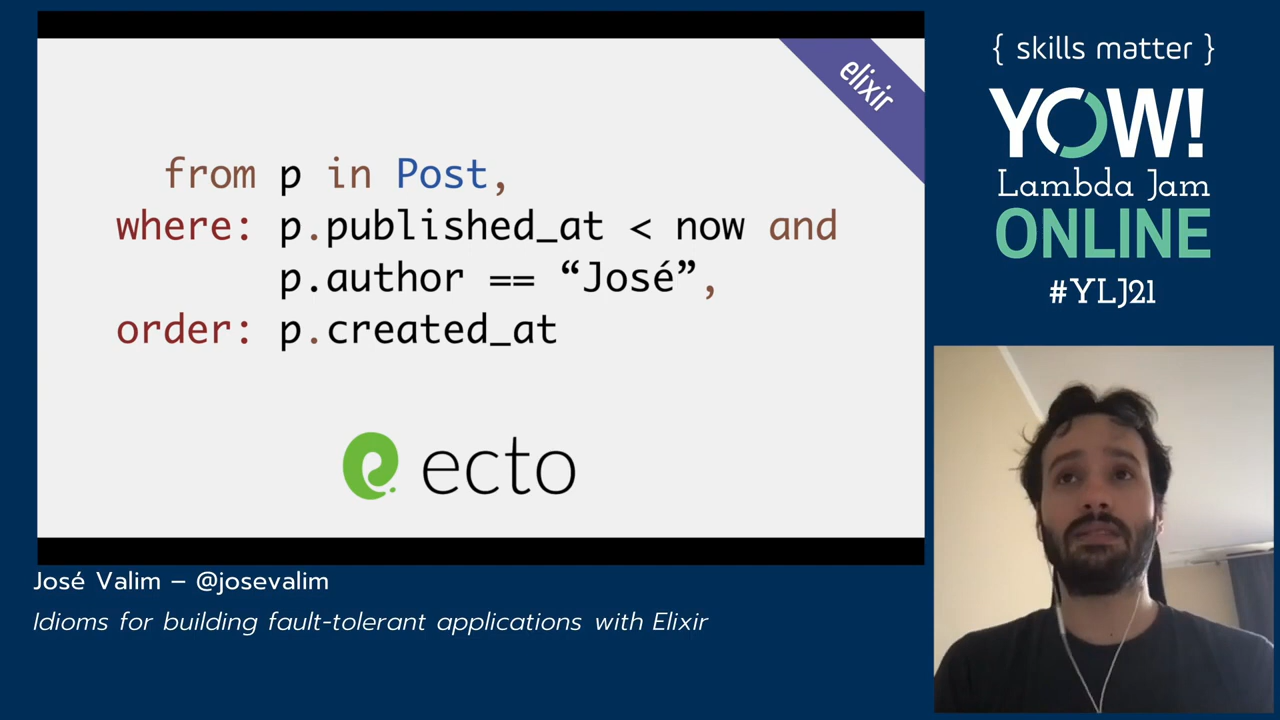 elixir
from p in Post,
where: p.published_at < now and
p.author == “José”,
order: p.created_at
ecto
José Valim – @josevalim
Idioms for building fault-tolerant applications with Elixir
{ skills matter }
YOW!
Lambda Jam
ONLINE
#YLJ21